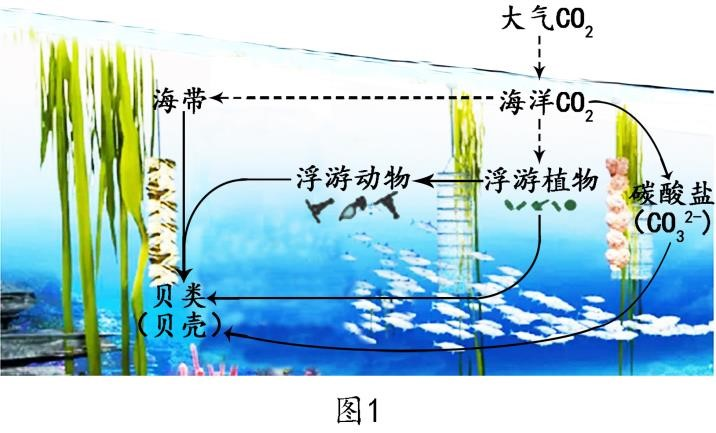 大气CO₂
海带
海洋CO₂
浮游动物
浮游植物
碳酸盐
(CO₃²⁻)
贝类
(贝壳)
图1